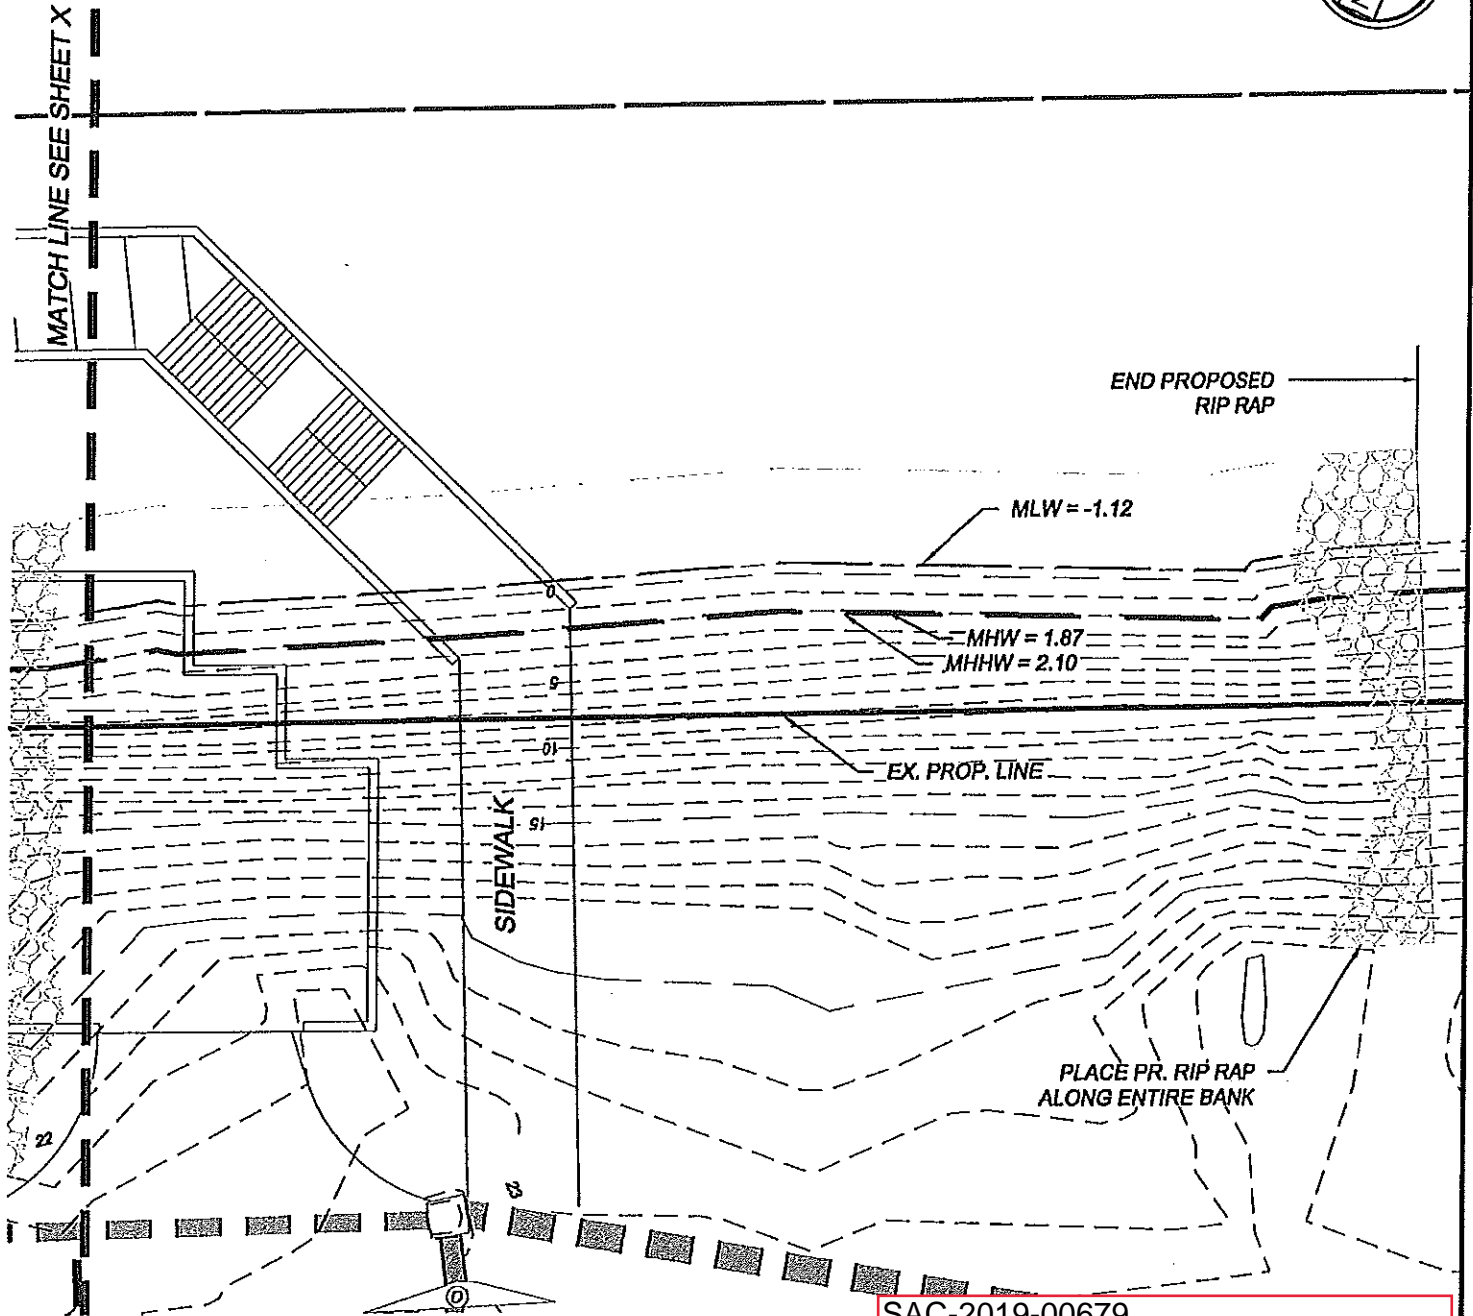 MATCH LINE SEE SHEET X
END PROPOSED
RIP RAP
MLW = -1.12
0
MHW = 1.87
MHHW = 2.10
5
10
EX. PROP. LINE
15
SIDEWALK
PLACE PR. RIP RAP
ALONG ENTIRE BANK
22
23
D
SAC-2019-00679